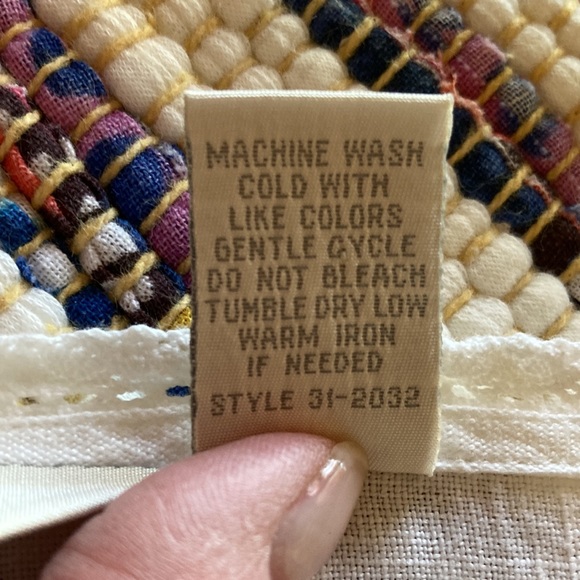 MACHINE WASH
COLD WITH
LIKE COLORS
GENTLE CYCLE
DO NOT BLEACH
TUMBLE DRY LOW
WARM IRON
IF NEEDED
STYLE 31-2032